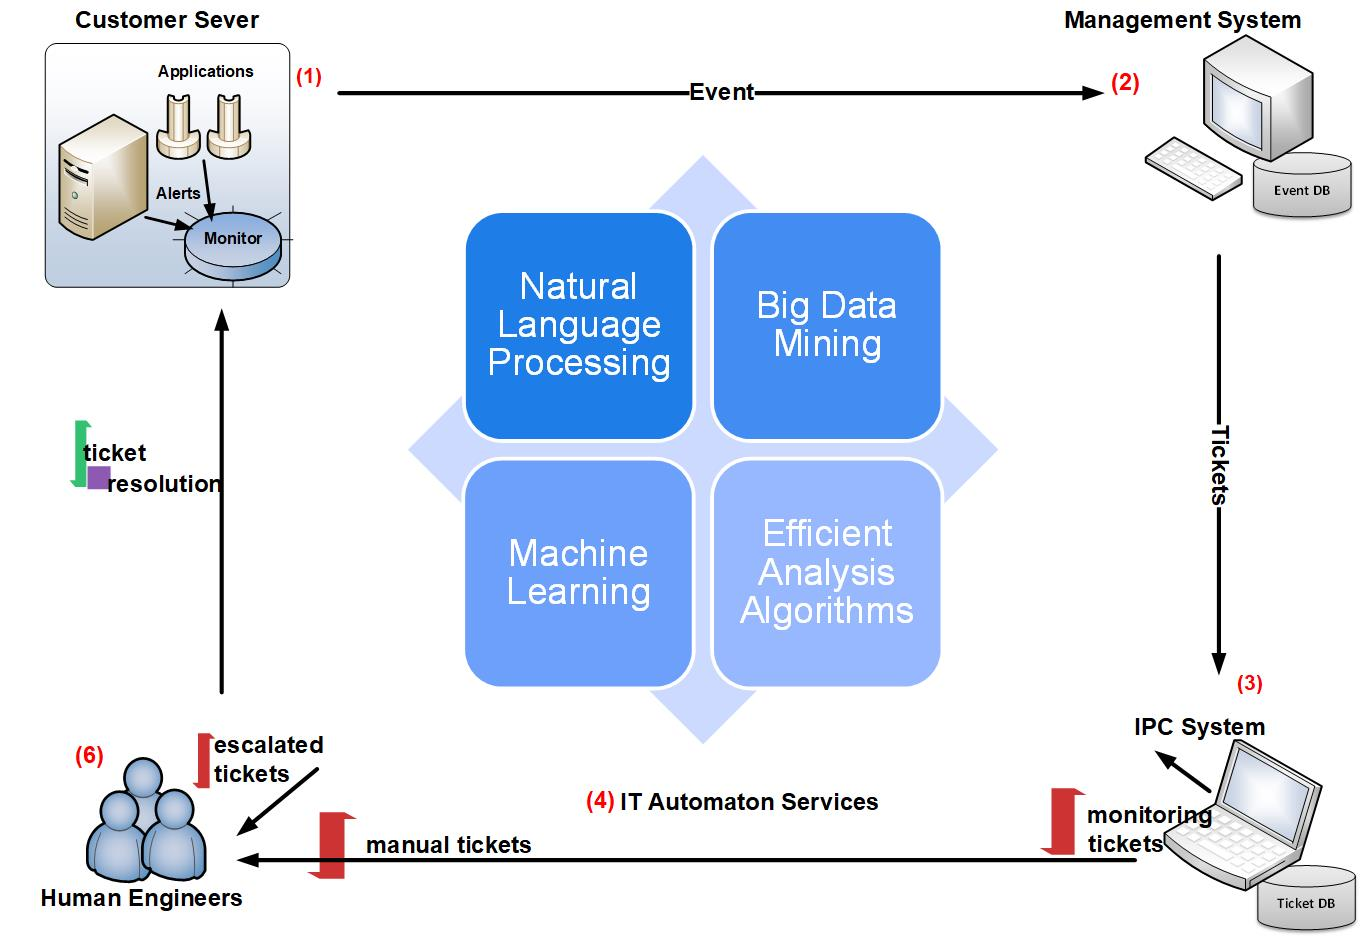 Customer Sever
Management System
Applications
(1)
Event
(2)
Alerts
Monitor
Event DB
Natural
Language
Processing
Big Data
Mining
ticket
resolution
Tickets
Machine
Learning
Efficient
Analysis
Algorithms
(3)
IPC System
(6)
escalated
tickets
(4) IT Automaton Services
monitoring
tickets
manual tickets
Human Engineers
Ticket DB